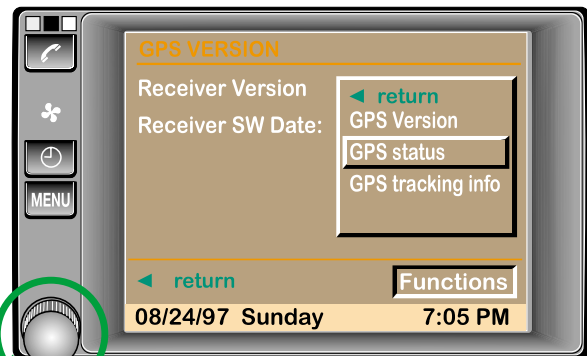 GPS VERSION
Receiver Version
Receiver SW Date:
◄ return
GPS Version
GPS status
GPS tracking info
◄ return
Functions
08/24/97 Sunday 7:05 PM
MENU